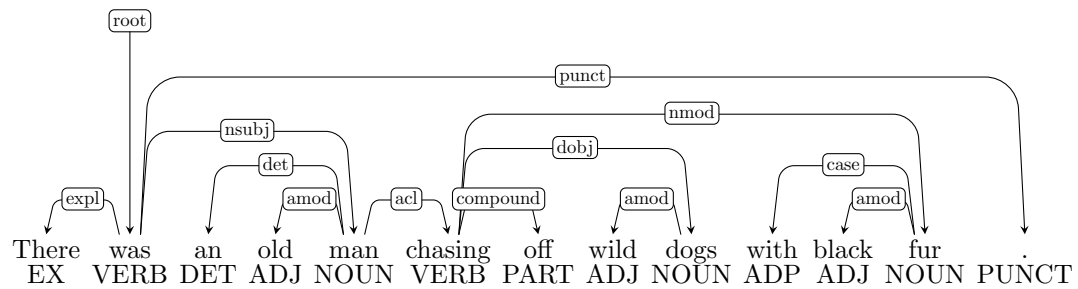 root
punct
nmod
nsubj
dobj
det case
expl amod acl compound amod amod
There was an old man chasing off wild dogs with black fur .
EX VERB DET ADJ NOUN VERB PART ADJ NOUN ADP ADJ NOUN PUNCT